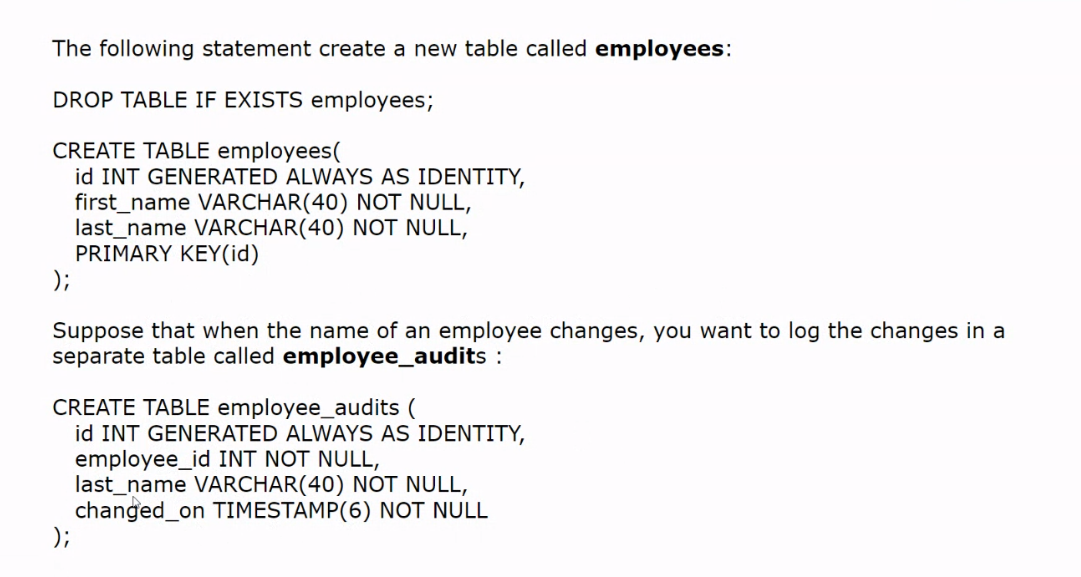 The following statement create a new table called employees:
DROP TABLE IF EXISTS employees;
CREATE TABLE employees(
id INT GENERATED ALWAYS AS IDENTITY,
first_name VARCHAR(40) NOT NULL,
last_name VARCHAR(40) NOT NULL,
PRIMARY KEY(id)
);
Suppose that when the name of an employee changes, you want to log the changes in a
separate table called employee_audits :
CREATE TABLE employee_audits (
id INT GENERATED ALWAYS AS IDENTITY,
employee_id INT NOT NULL,
last_name VARCHAR(40) NOT NULL,
changed_on TIMESTAMP(6) NOT NULL
);